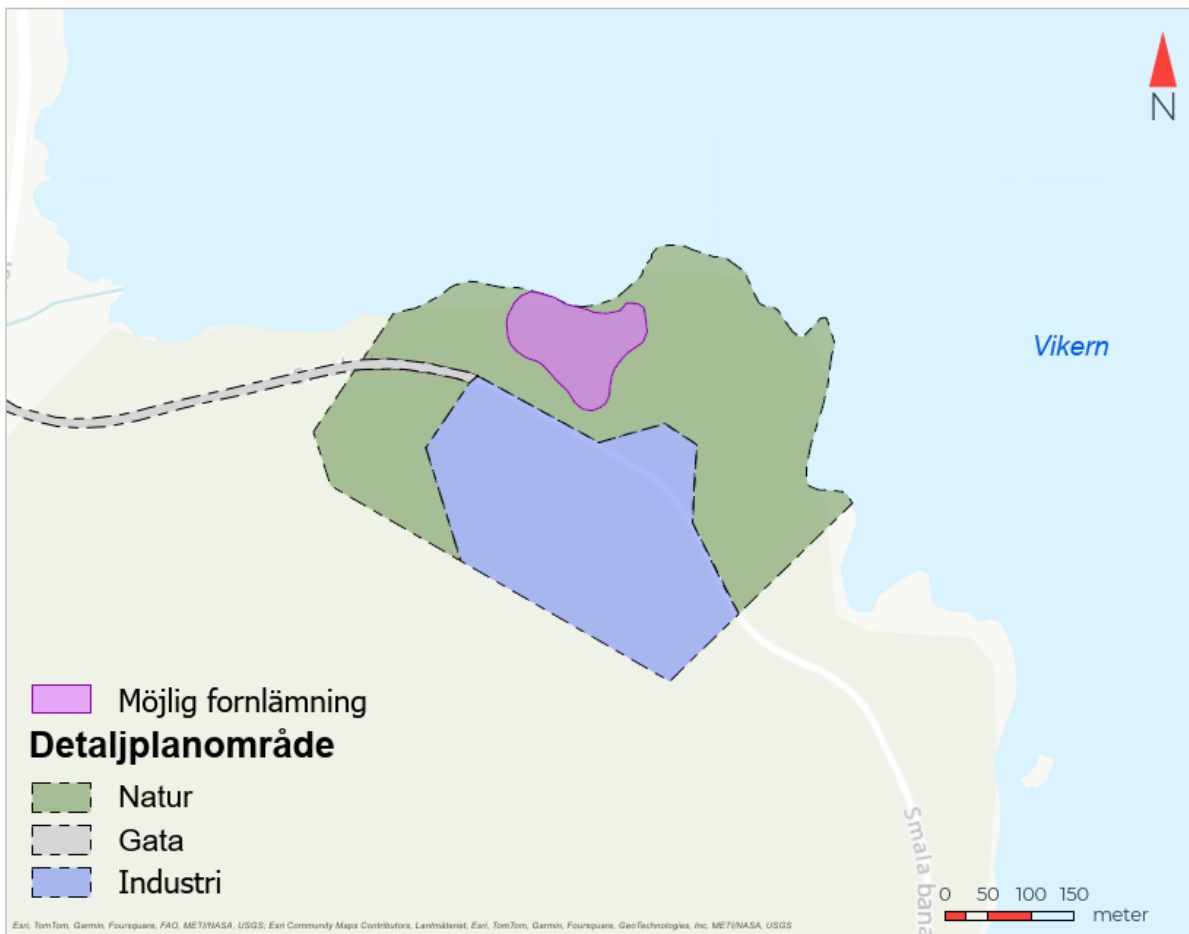 N
Vikern
Möjlig fornlämning
Detaljplanområde
Natur
Gata
Industri
Smala bana
0 50 100 150
meter
Esri, TomTom, Garmin, Foursquare, FAO, METI/NASA, USGS; Esri Community Maps Contributors, Lantmäteriet, Esri, TomTom, Garmin, Foursquare, GeoTechnologies, Inc, METI/NASA, USGS